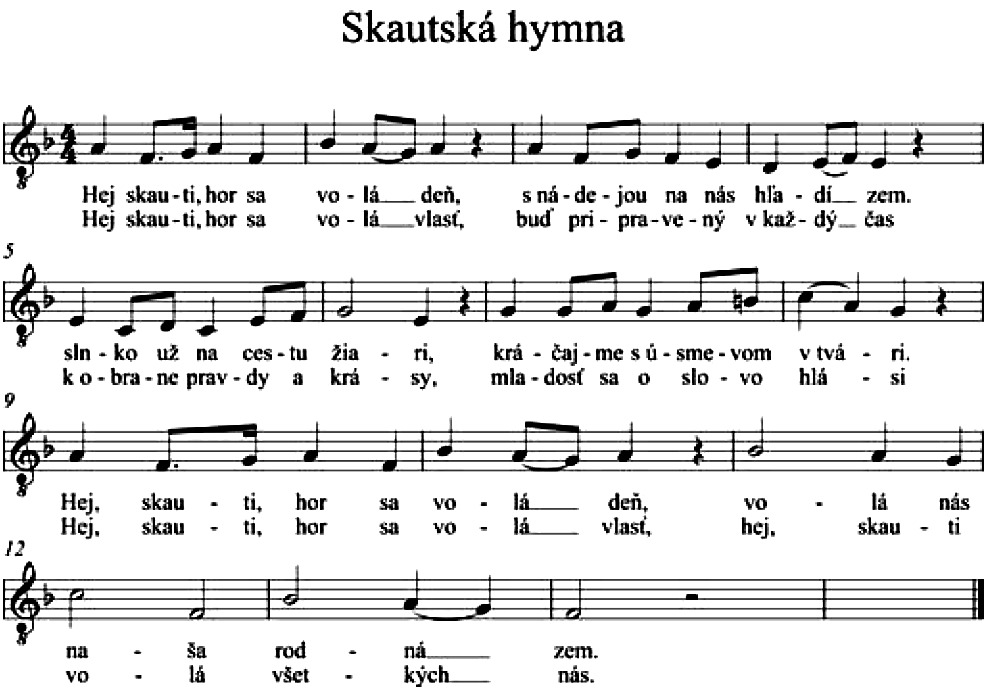 Skautská hymna
Hej skau - ti, hor sa vo - lá deň, s ná - de - jou na nás hľa - dí zem.
Hej skau - ti, hor sa vo - lá vlasť, buď pri - pra - ve - ný v kaž - dý čas
5
sln - ko už na ces - tu žia - ri, krá - čaj - me s ú - sme - vom v tvá - ri.
k o - bra - ne prav - dy a krá - sy, mla - dosť sa o slo - vo hlá - si
9
Hej, skau - ti, hor sa vo - lá deň, vo - lá nás
Hej, skau - ti, hor sa vo - lá vlasť, hej, skau - ti
12
na - ša rod - ná zem.
vo - lá všet - kých nás.